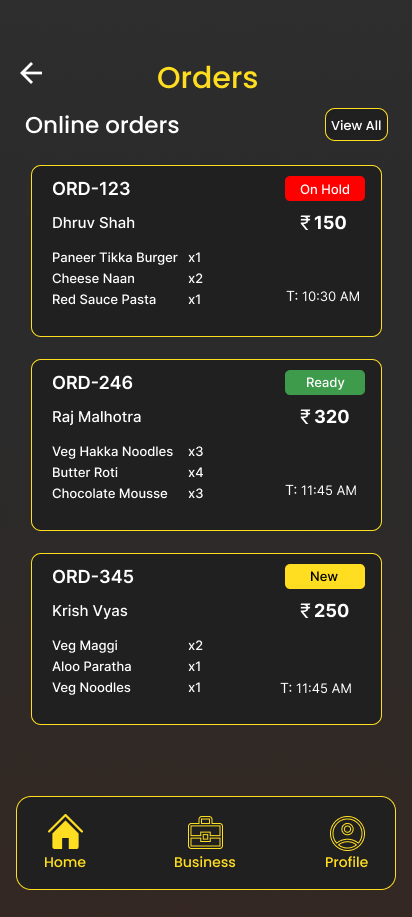 Orders
Online orders
View All
ORD-123
On Hold
Dhruv Shah
₹ 150
Paneer Tikka Burger x1
Cheese Naan x2
Red Sauce Pasta x1
T: 10:30 AM
ORD-246
Ready
Raj Malhotra
₹ 320
Veg Hakka Noodles x3
Butter Roti x4
Chocolate Mousse x3
T: 11:45 AM
ORD-345
New
Krish Vyas
₹ 250
Veg Maggi x2
Aloo Paratha x1
Veg Noodles x1
T: 11:45 AM
Home Business Profile